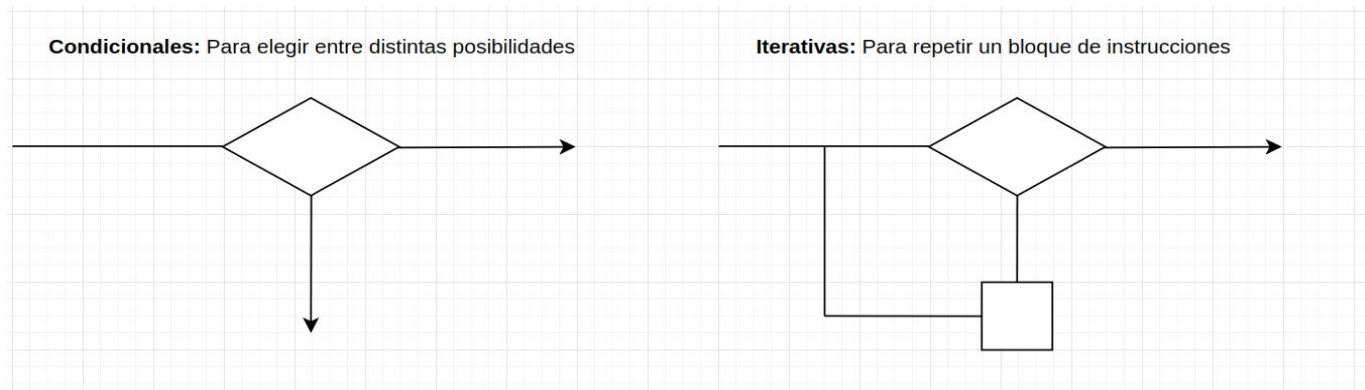 Condicionales: Para elegir entre distintas posibilidades
Iterativas: Para repetir un bloque de instrucciones